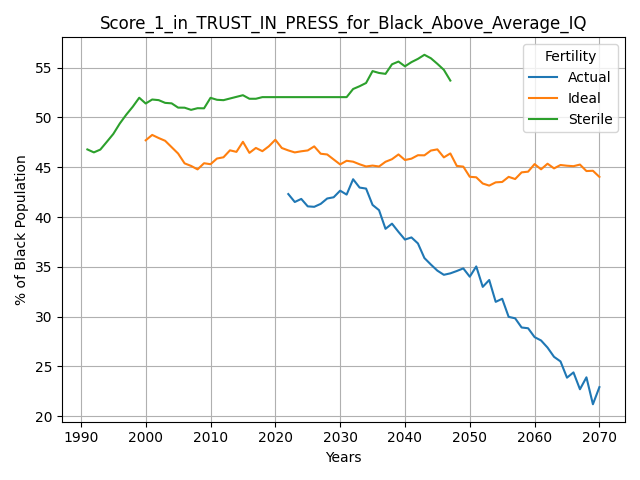 Score_1_in_TRUST_IN_PRESS_for_Black_Above_Average_IQ
% of Black Population
55
50
45
40
35
30
25
20
Fertility
Actual
Ideal
Sterile
1990 2000 2010 2020 2030 2040 2050 2060 2070
Years